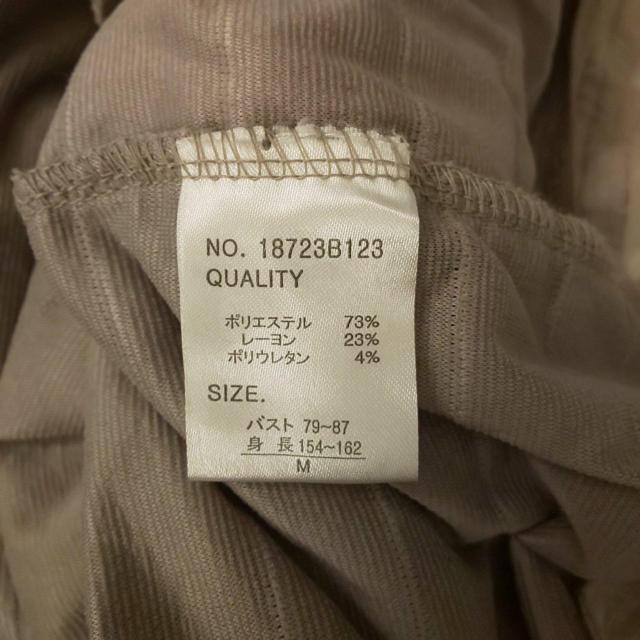 NO. 18723B123
QUALITY
ポリエステル 73%
レーヨン 23%
ポリウレタン 4%
SIZE.
バスト 79~87
身 長 154~162
M